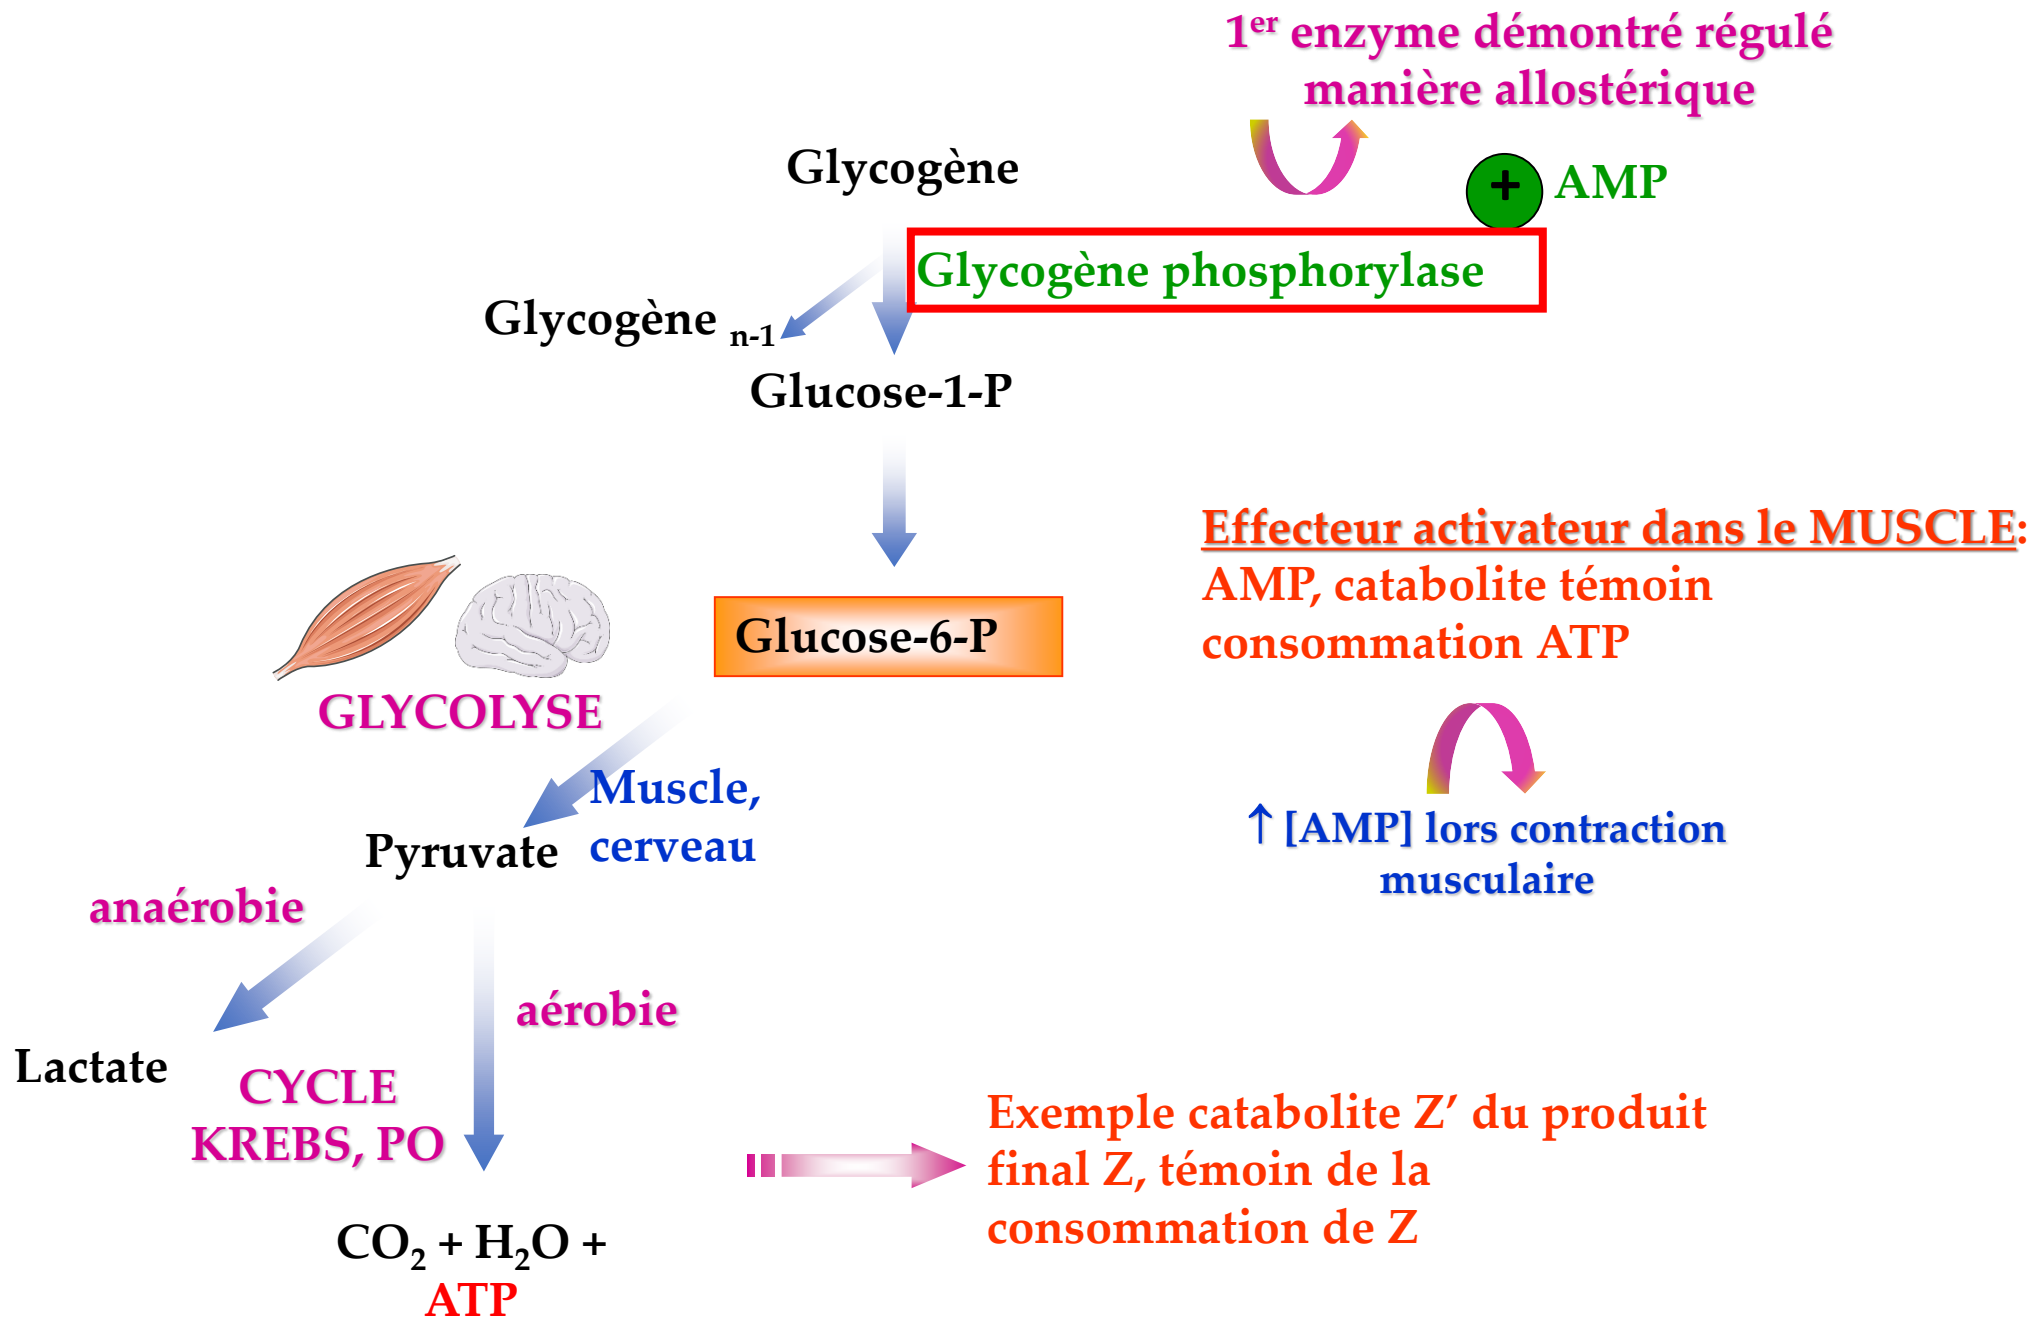 1er enzyme démontré régulé
manière allostérique
Glycogène
+ AMP
Glycogène phosphorylase
Glycogène n-1
Glucose-1-P
Effecteur activateur dans le MUSCLE:
AMP, catabolite témoin
consommation ATP
Glucose-6-P
GLYCOLYSE
Muscle,
cerveau
↑ [AMP] lors contraction
musculaire
Pyruvate
anaérobie
aérobie
Lactate
CYCLE
KREBS, PO
Exemple catabolite Z’ du produit
final Z, témoin de la
consommation de Z
CO2 + H2O +
ATP